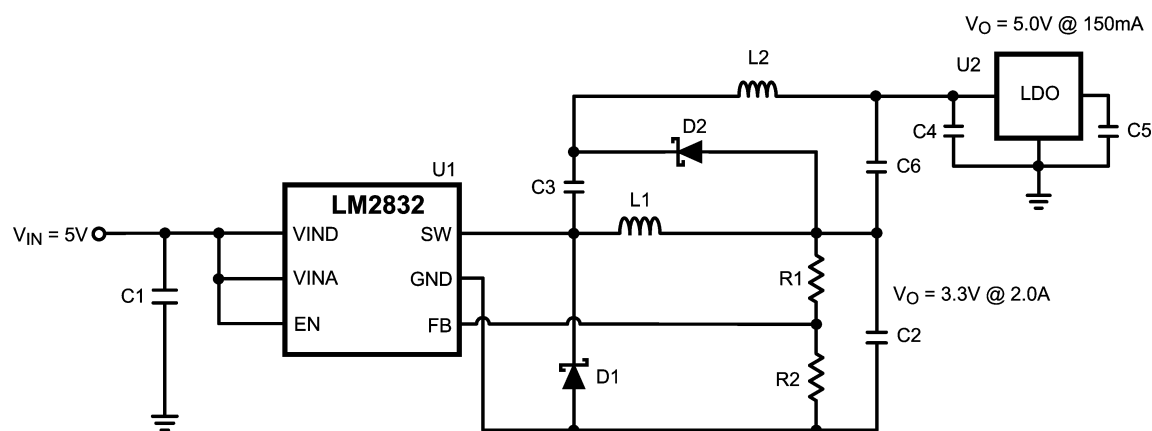 V_O = 5.0V @ 150mA
L2
U2
LDO
D2
C4
C5
U1
C3
C6
LM2832
L1
V_IN = 5V
VIND
SW
VINA
GND
R1
C1
V_O = 3.3V @ 2.0A
EN
FB
C2
D1
R2